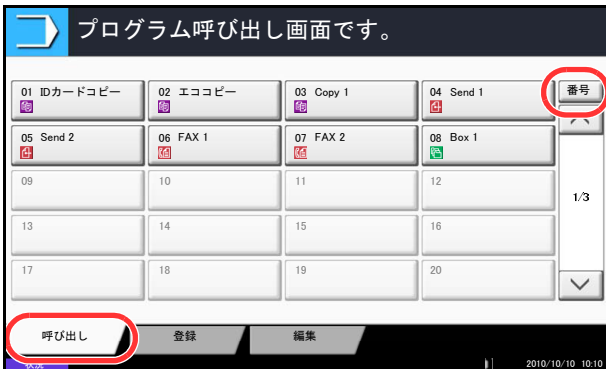 プログラム呼び出し画面です。
01 IDカードコピー
02 エココピー
03 Copy 1
04 Send 1
番号
05 Send 2
06 FAX 1
07 FAX 2
08 Box 1
09
10
11
12
1/3
13
14
15
16
17
18
19
20
呼び出し
登録
編集
状況
2010/10/10 10:10